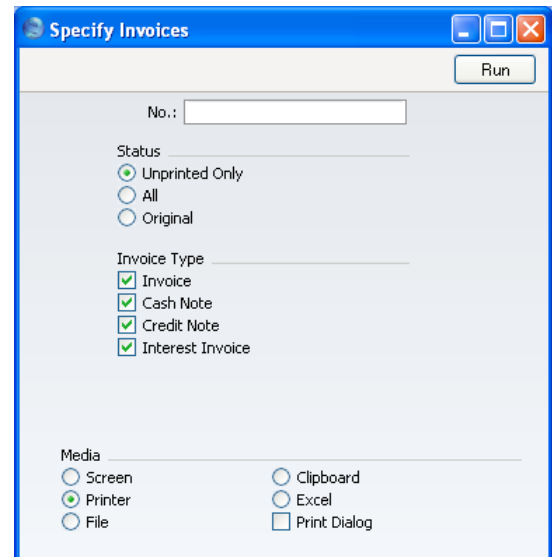 Specify Invoices
Run
No.:
Status
Unprinted Only
All
Original
Invoice Type
Invoice
Cash Note
Credit Note
Interest Invoice
Media
Screen
Clipboard
Printer
Excel
File
Print Dialog